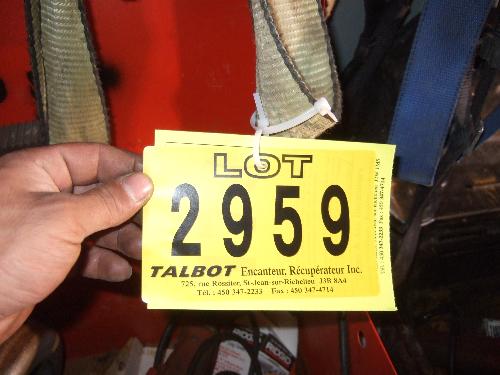 LOT
2959
TALBOT Encanteur, Récupérateur Inc.
725, rue Rossiter, St-Jean-sur-Richelieu J3B 8A4
Tél.: 450 347-2233 Fax : 450 347-4714